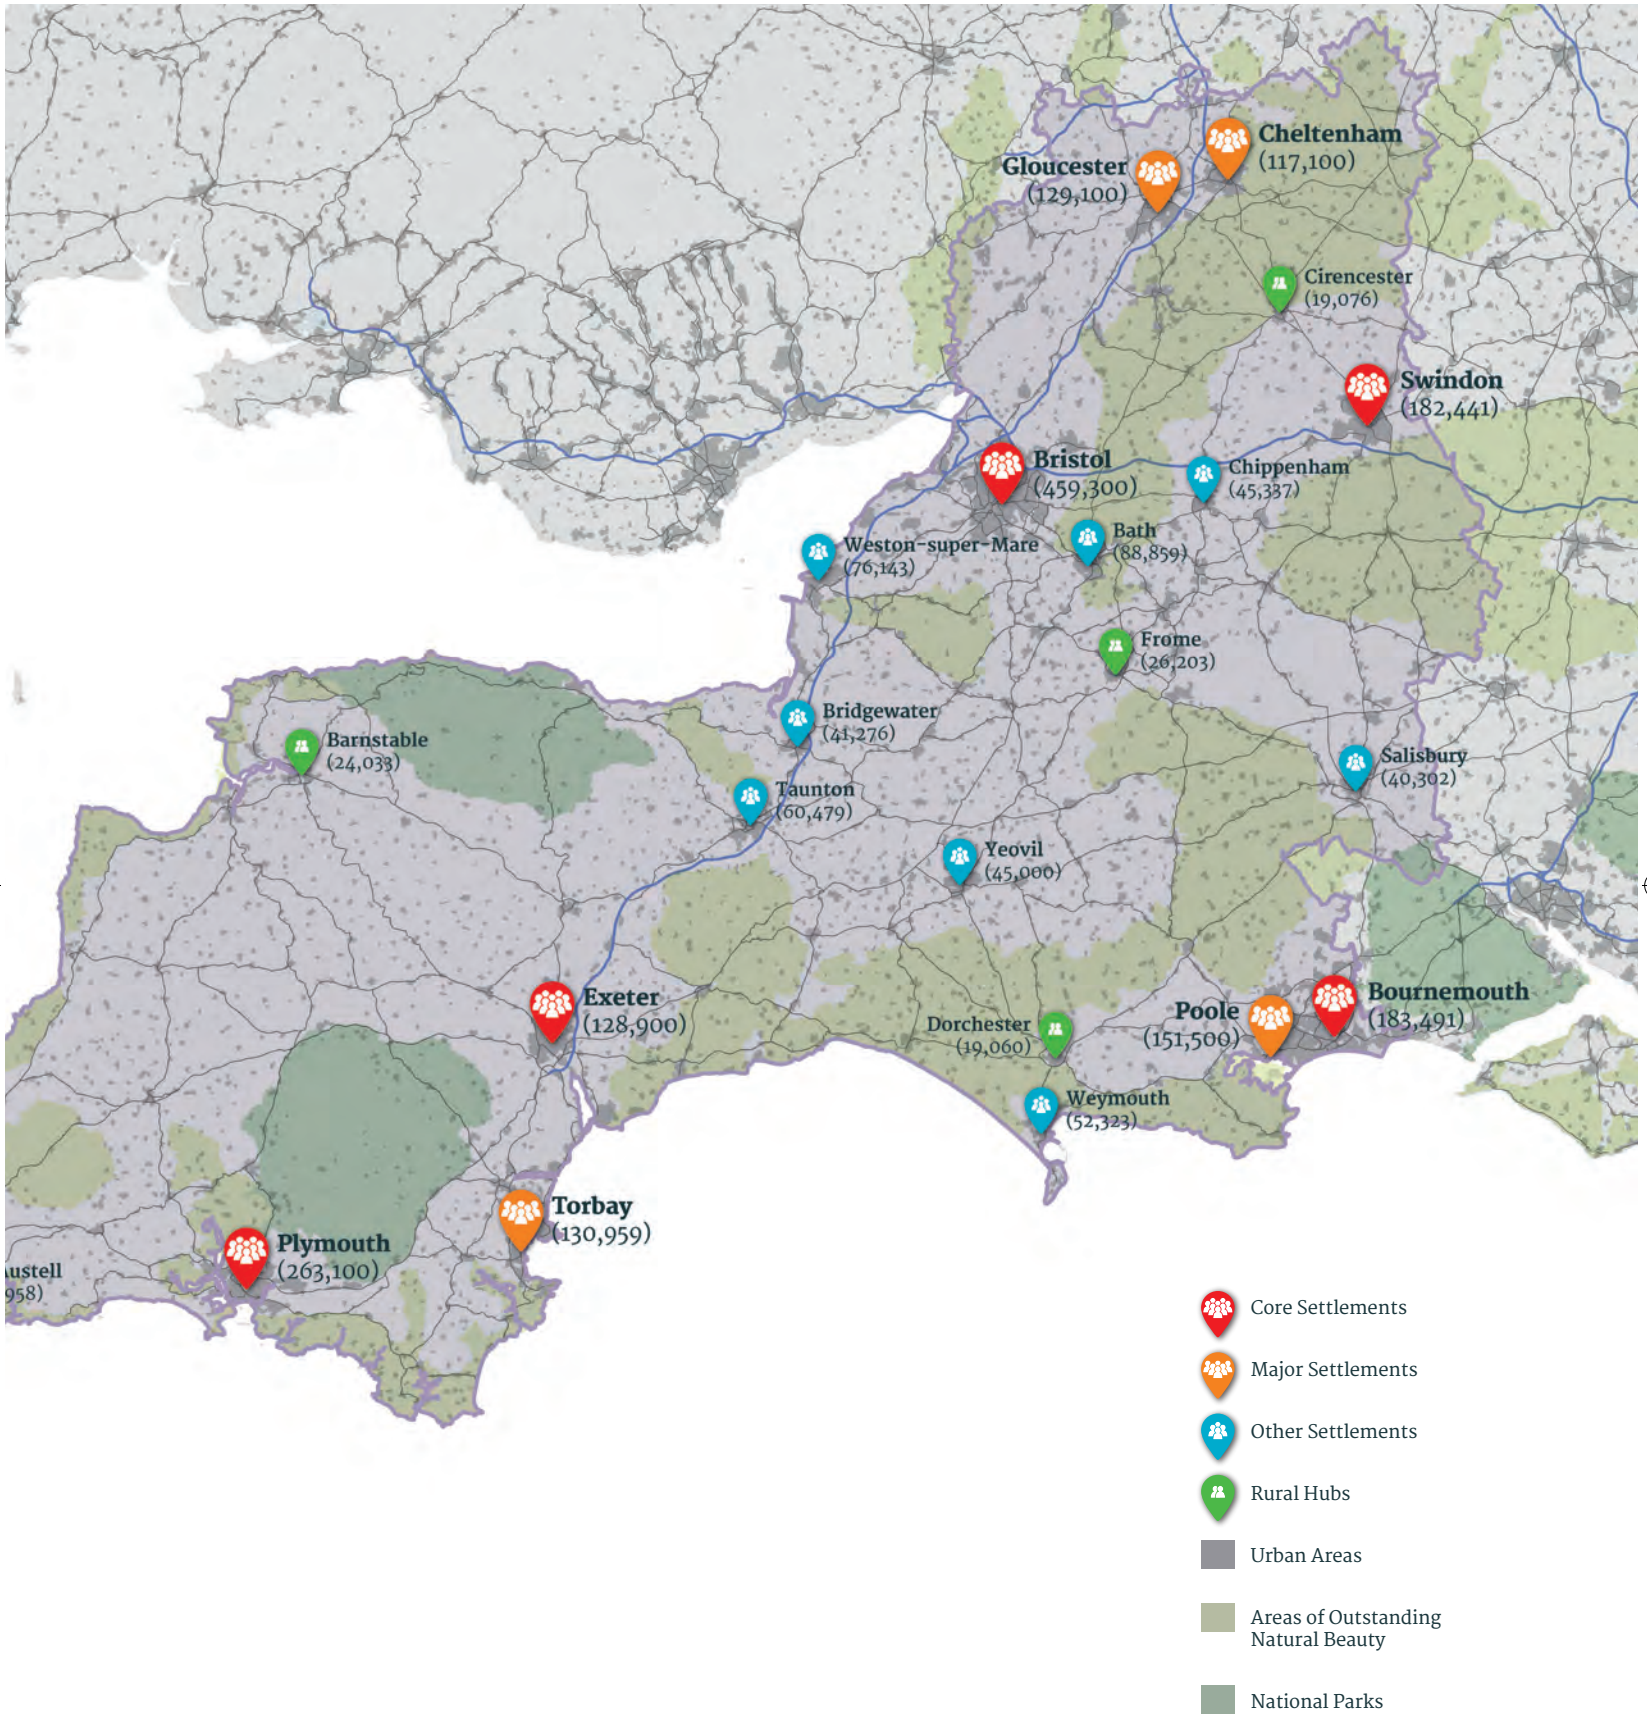 Cheltenham
(117,100)
Gloucester
(129,100)
Cirencester
(19,076)
Swindon
(182,441)
Bristol
(459,300)
Chippenham
(45,337)
Bath
(88,859)
Weston-super-Mare
(76,143)
Frome
(26,203)
Bridgewater
(41,276)
Barnstable
(24,033)
Salisbury
(40,302)
Taunton
(60,479)
Yeovil
(45,000)
Exeter
(128,900)
Bournemouth
(183,491)
Poole
(151,500)
Dorchester
(19,060)
Weymouth
(52,323)
Torbay
(130,959)
Plymouth
(263,100)
Austell
958)
Core Settlements
Major Settlements
Other Settlements
Rural Hubs
Urban Areas
Areas of Outstanding
Natural Beauty
National Parks